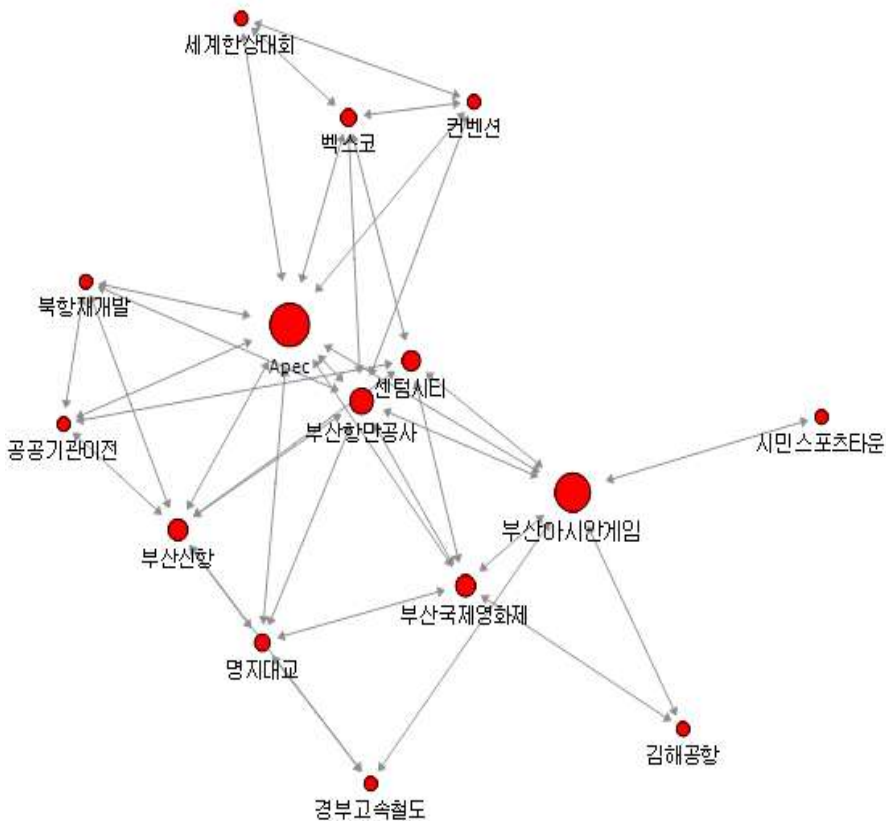 세계한상대회
컨벤션
벡스코
북항재개발
Apec
센텀시티
부산항만공사
시민스포츠타운
공공기관이전
부산아시안게임
부산신항
부산국제영화제
명지대교
김해공항
경부고속철도